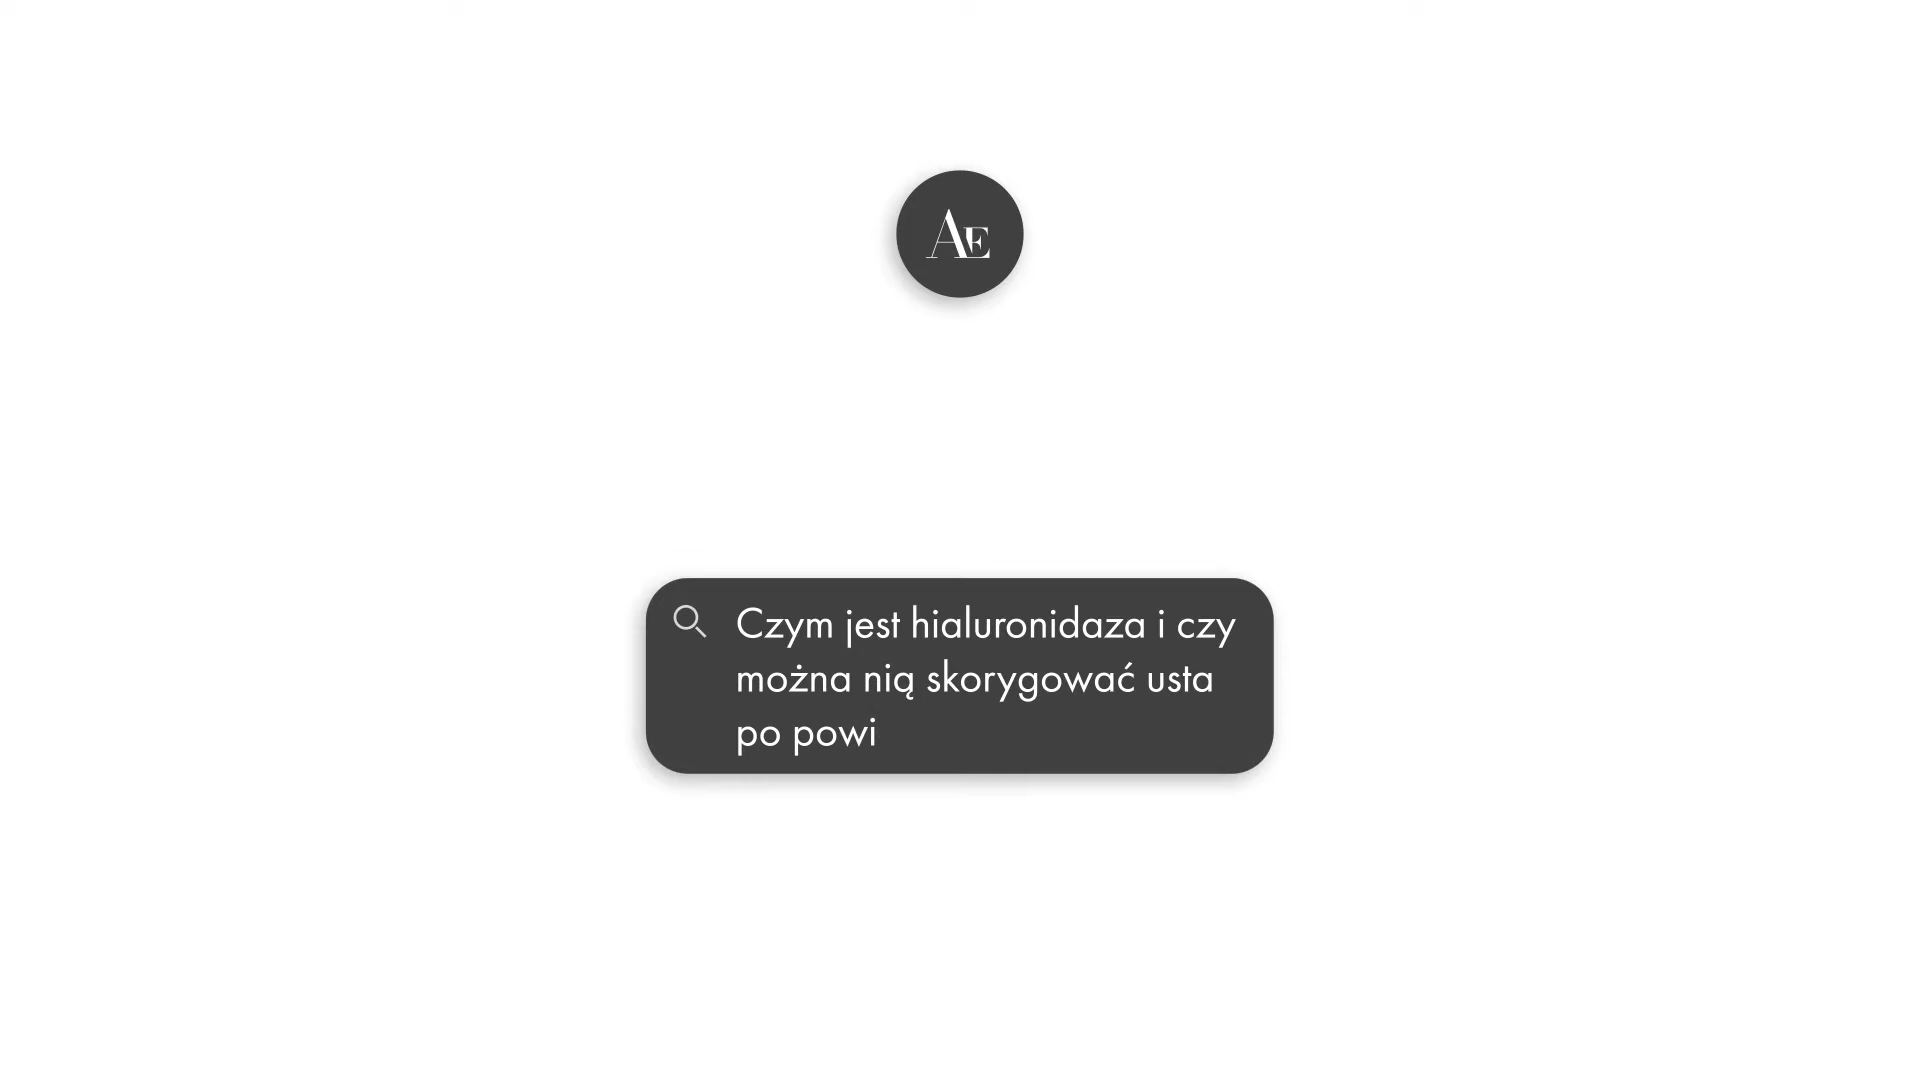 AE
Czym jest hialuronidaza i czy
można nią skorygować usta
po powi